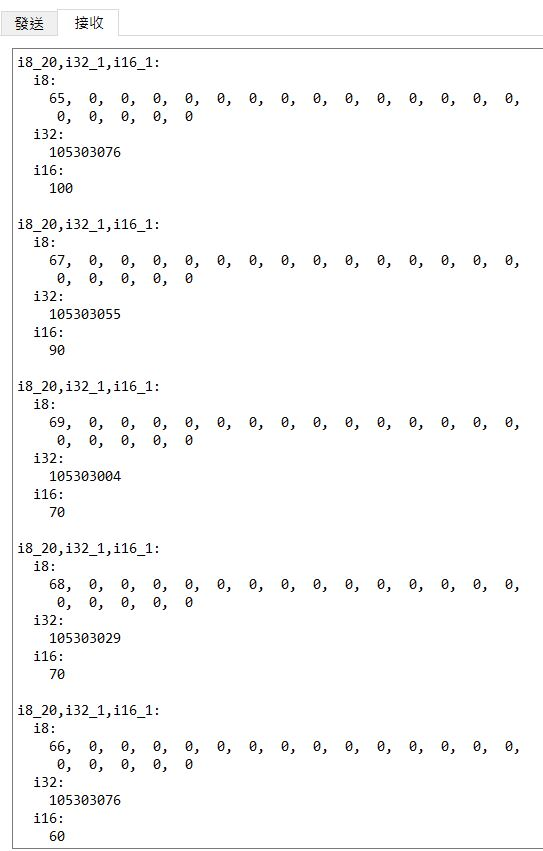 發送 接收
i8_20,i32_1,i16_1:
i8:
65, 0, 0, 0, 0, 0, 0, 0, 0, 0, 0, 0, 0, 0, 0,
0, 0, 0, 0, 0
i32:
105303076
i16:
100
i8_20,i32_1,i16_1:
i8:
67, 0, 0, 0, 0, 0, 0, 0, 0, 0, 0, 0, 0, 0, 0,
0, 0, 0, 0, 0
i32:
105303055
i16:
90
i8_20,i32_1,i16_1:
i8:
69, 0, 0, 0, 0, 0, 0, 0, 0, 0, 0, 0, 0, 0, 0,
0, 0, 0, 0, 0
i32:
105303004
i16:
70
i8_20,i32_1,i16_1:
i8:
68, 0, 0, 0, 0, 0, 0, 0, 0, 0, 0, 0, 0, 0, 0,
0, 0, 0, 0, 0
i32:
105303029
i16:
70
i8_20,i32_1,i16_1:
i8:
66, 0, 0, 0, 0, 0, 0, 0, 0, 0, 0, 0, 0, 0, 0,
0, 0, 0, 0, 0
i32:
105303076
i16:
60